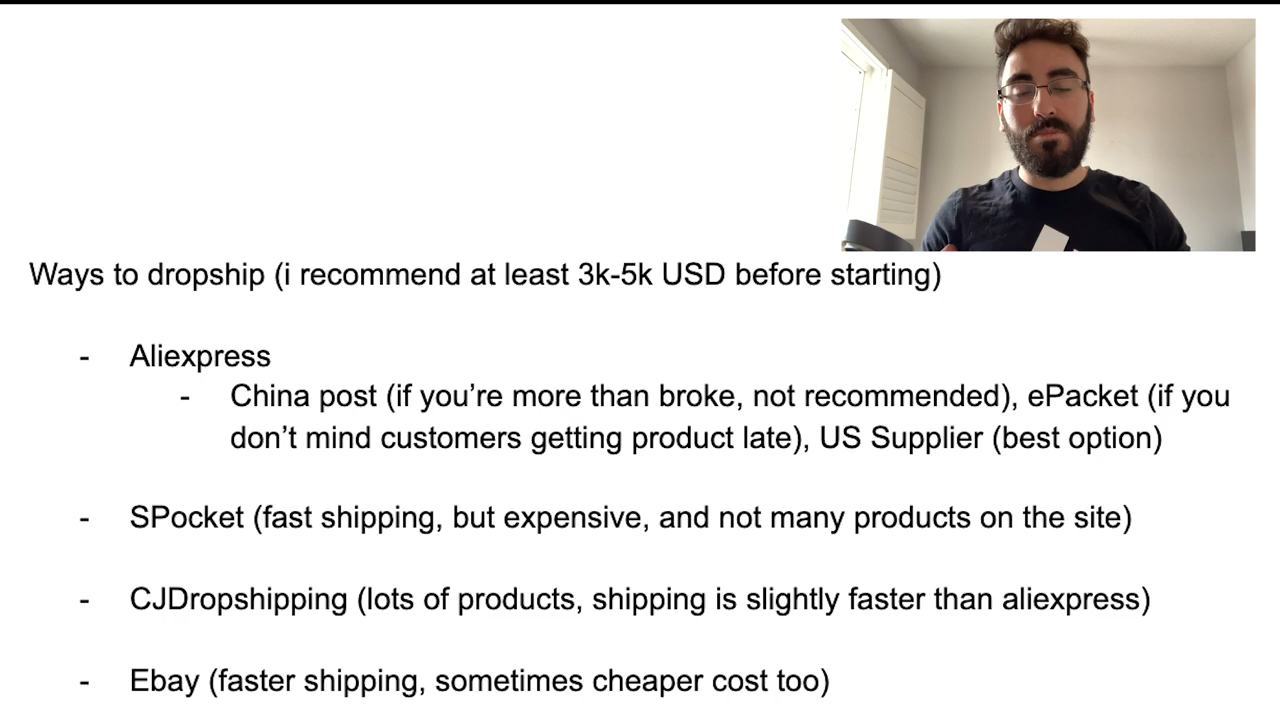 Ways to dropship (i recommend at least 3k-5k USD before starting)
- Aliexpress
- China post (if you’re more than broke, not recommended), ePacket (if you
don’t mind customers getting product late), US Supplier (best option)
- SPocket (fast shipping, but expensive, and not many products on the site)
- CJDropshipping (lots of products, shipping is slightly faster than aliexpress)
- Ebay (faster shipping, sometimes cheaper cost too)